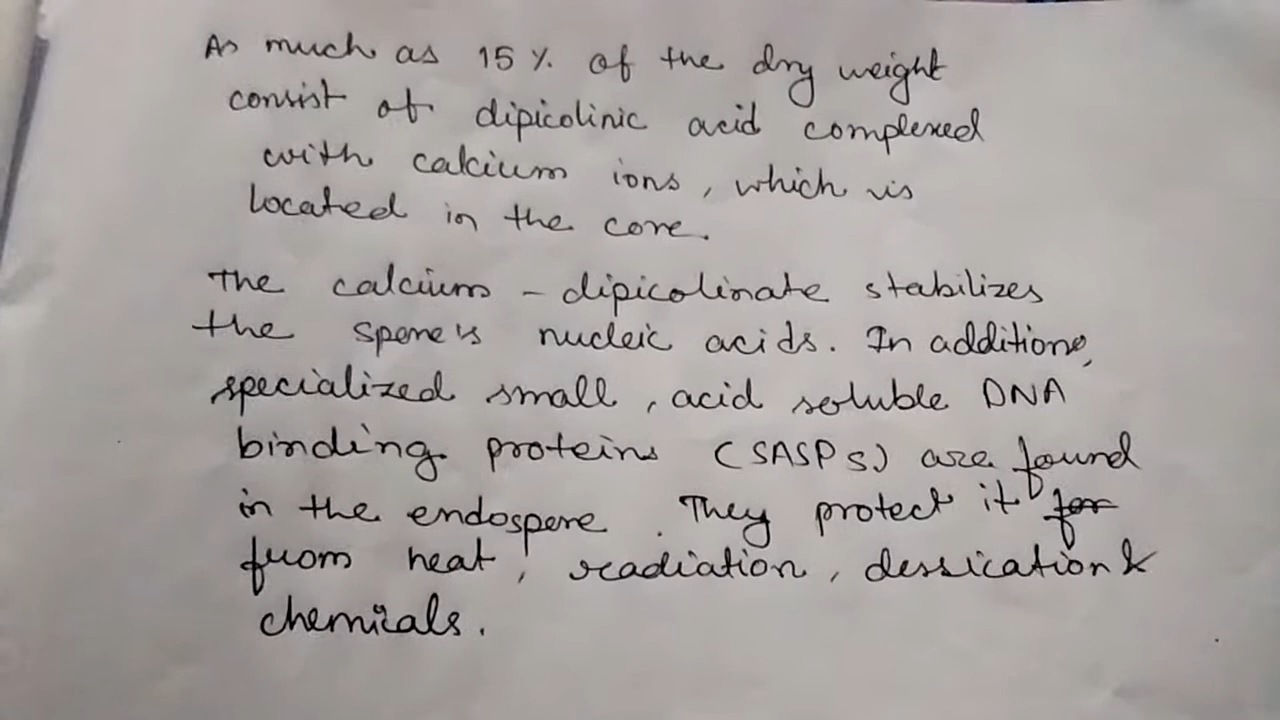 As much as 15% of the dry weight
consist of dipicolinic acid complexed
with calcium ions, which is
located in the core.
The calcium - dipicolinate stabilizes
the spore's nucleic acids. In addition,
specialized small, acid soluble DNA
binding proteins (SASPs) are found
in the endospore. They protect it for
from heat, radiation, dessication &
chemicals.